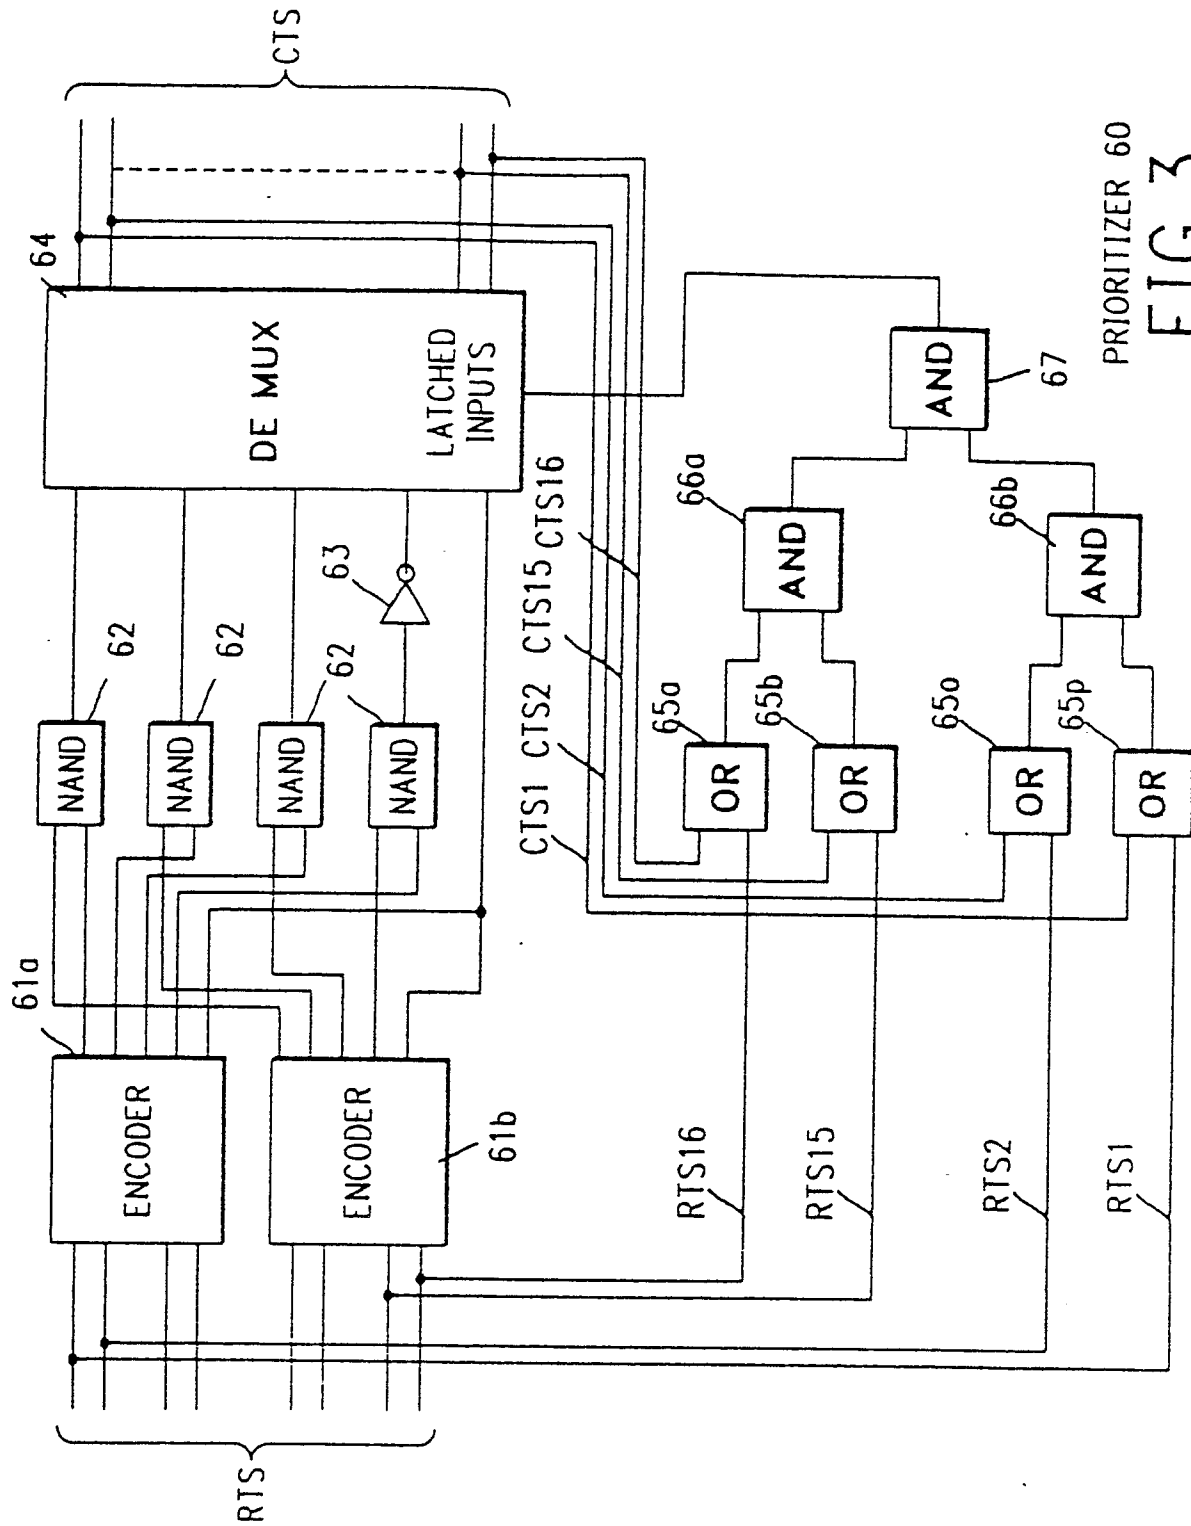 RTS
ENCODER
61a
ENCODER
61b
NAND
62
NAND
62
NAND
62
NAND
63
DE MUX
LATCHED
INPUTS
64
CTS
CTS1
CTS2
CTS15
CTS16
RTS16
RTS15
RTS2
RTS1
OR
65a
OR
65b
OR
65o
OR
65p
AND
66a
AND
66b
AND
67
PRIORITIZER 60
FIG 3